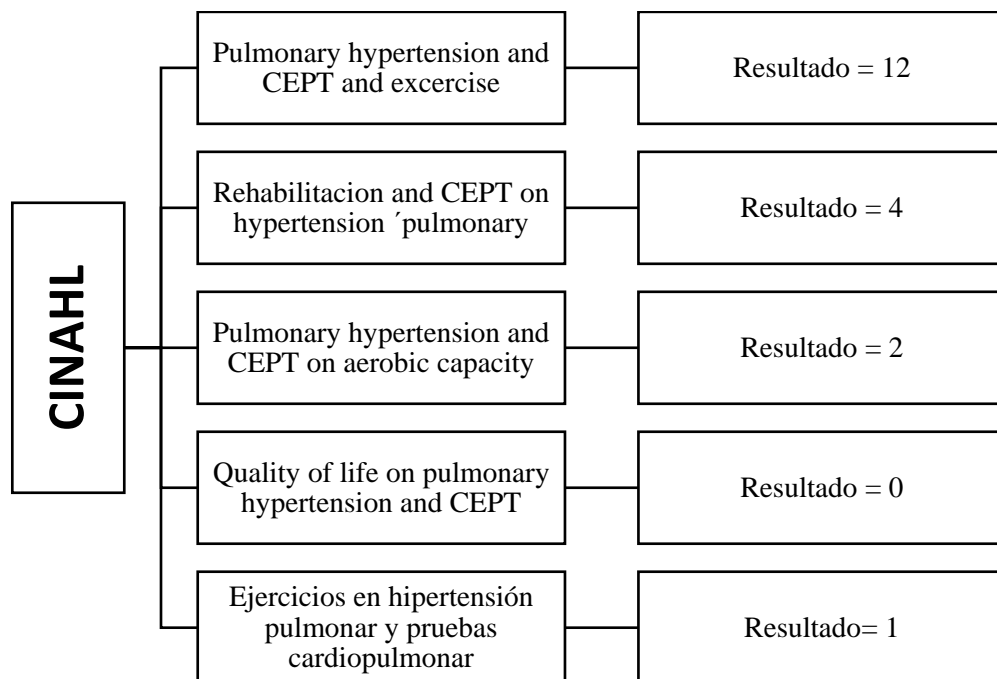 CINAHL
Pulmonary hypertension and
CEPT and excercise
Resultado = 12
Rehabilitacion and CEPT on
hypertension ´pulmonary
Resultado = 4
Pulmonary hypertension and
CEPT on aerobic capacity
Resultado = 2
Quality of life on pulmonary
hypertension and CEPT
Resultado = 0
Ejercicios en hipertensión
pulmonar y pruebas
cardiopulmonar
Resultado= 1